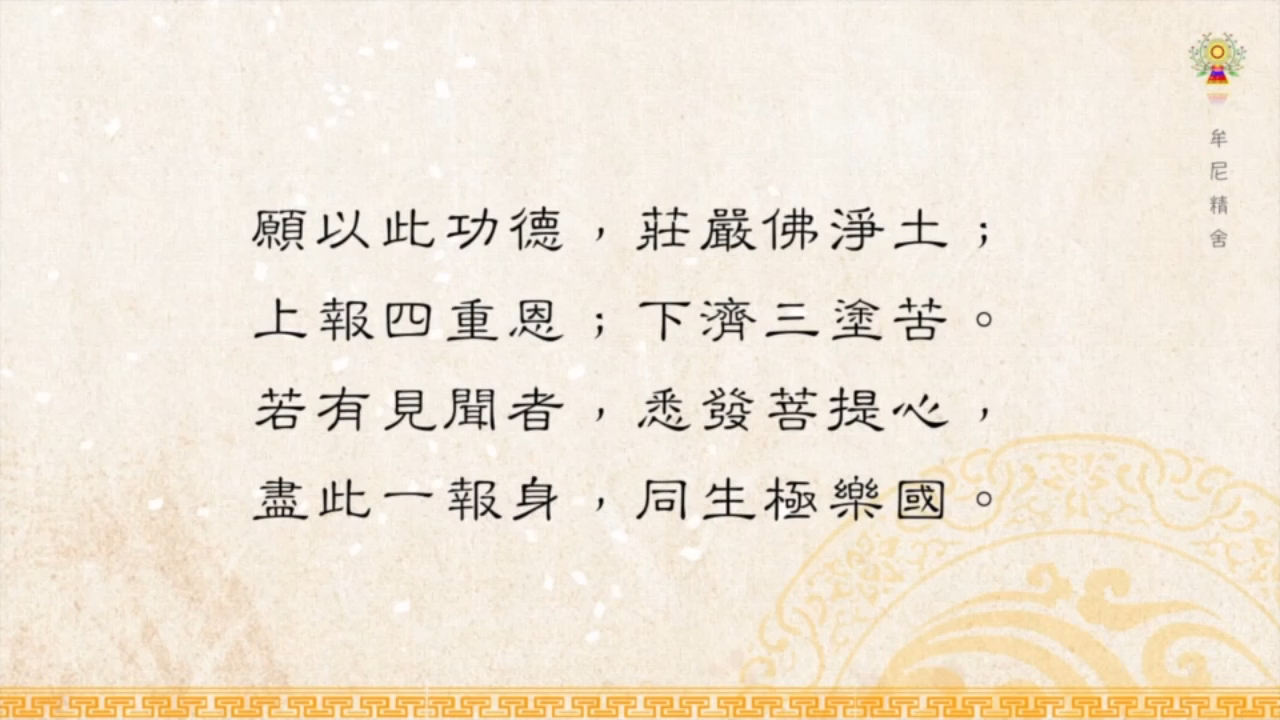 願以此功德，莊嚴佛淨土；
上報四重恩；下濟三塗苦。
若有見聞者，悉發菩提心，
盡此一報身，同生極樂國。
牟尼精舍